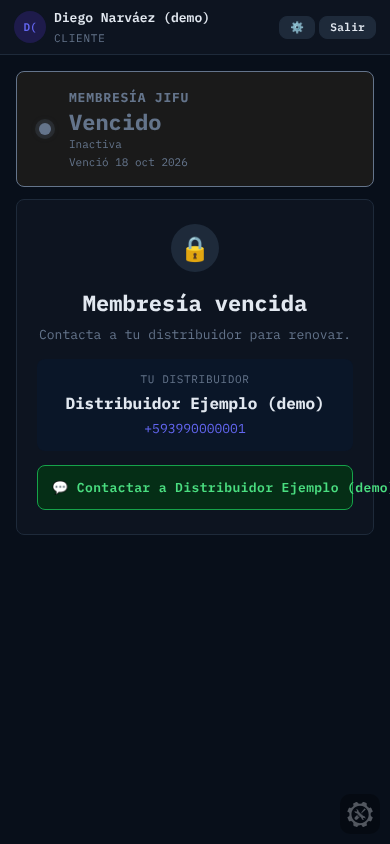 D(
Diego Narváez (demo)
CLIENTE
Salir
MEMBRESÍA JIFU
Vencido
Inactiva
Venció 18 oct 2026
Membresía vencida
Contacta a tu distribuidor para renovar.
TU DISTRIBUIDOR
Distribuidor Ejemplo (demo)
+593990000001
Contactar a Distribuidor Ejemplo (demo